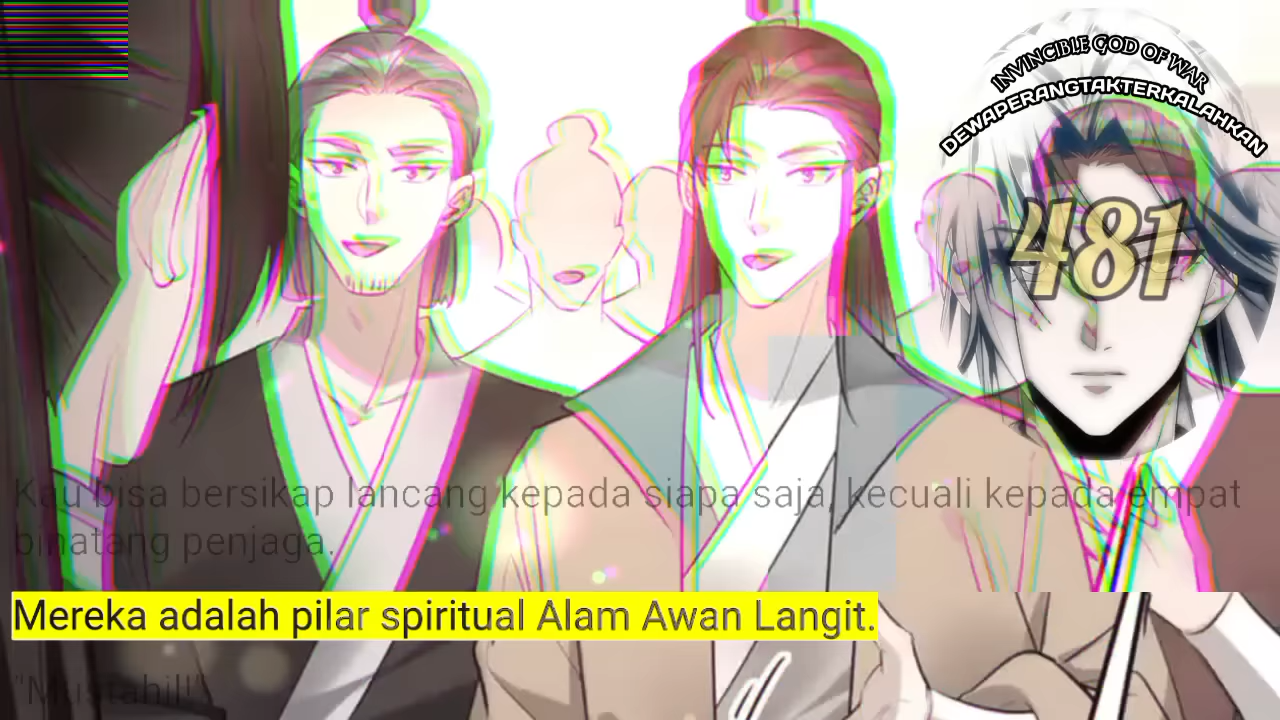 INVINCIBLE GOD OF WAR
DEWAPERANGTAKTERKALAHKAN
481
Kau bisa bersikap lancang kepada siapa saja, kecuali kepada empat
binatang penjaga.
Mereka adalah pilar spiritual Alam Awan Langit.
"Mustahil!"